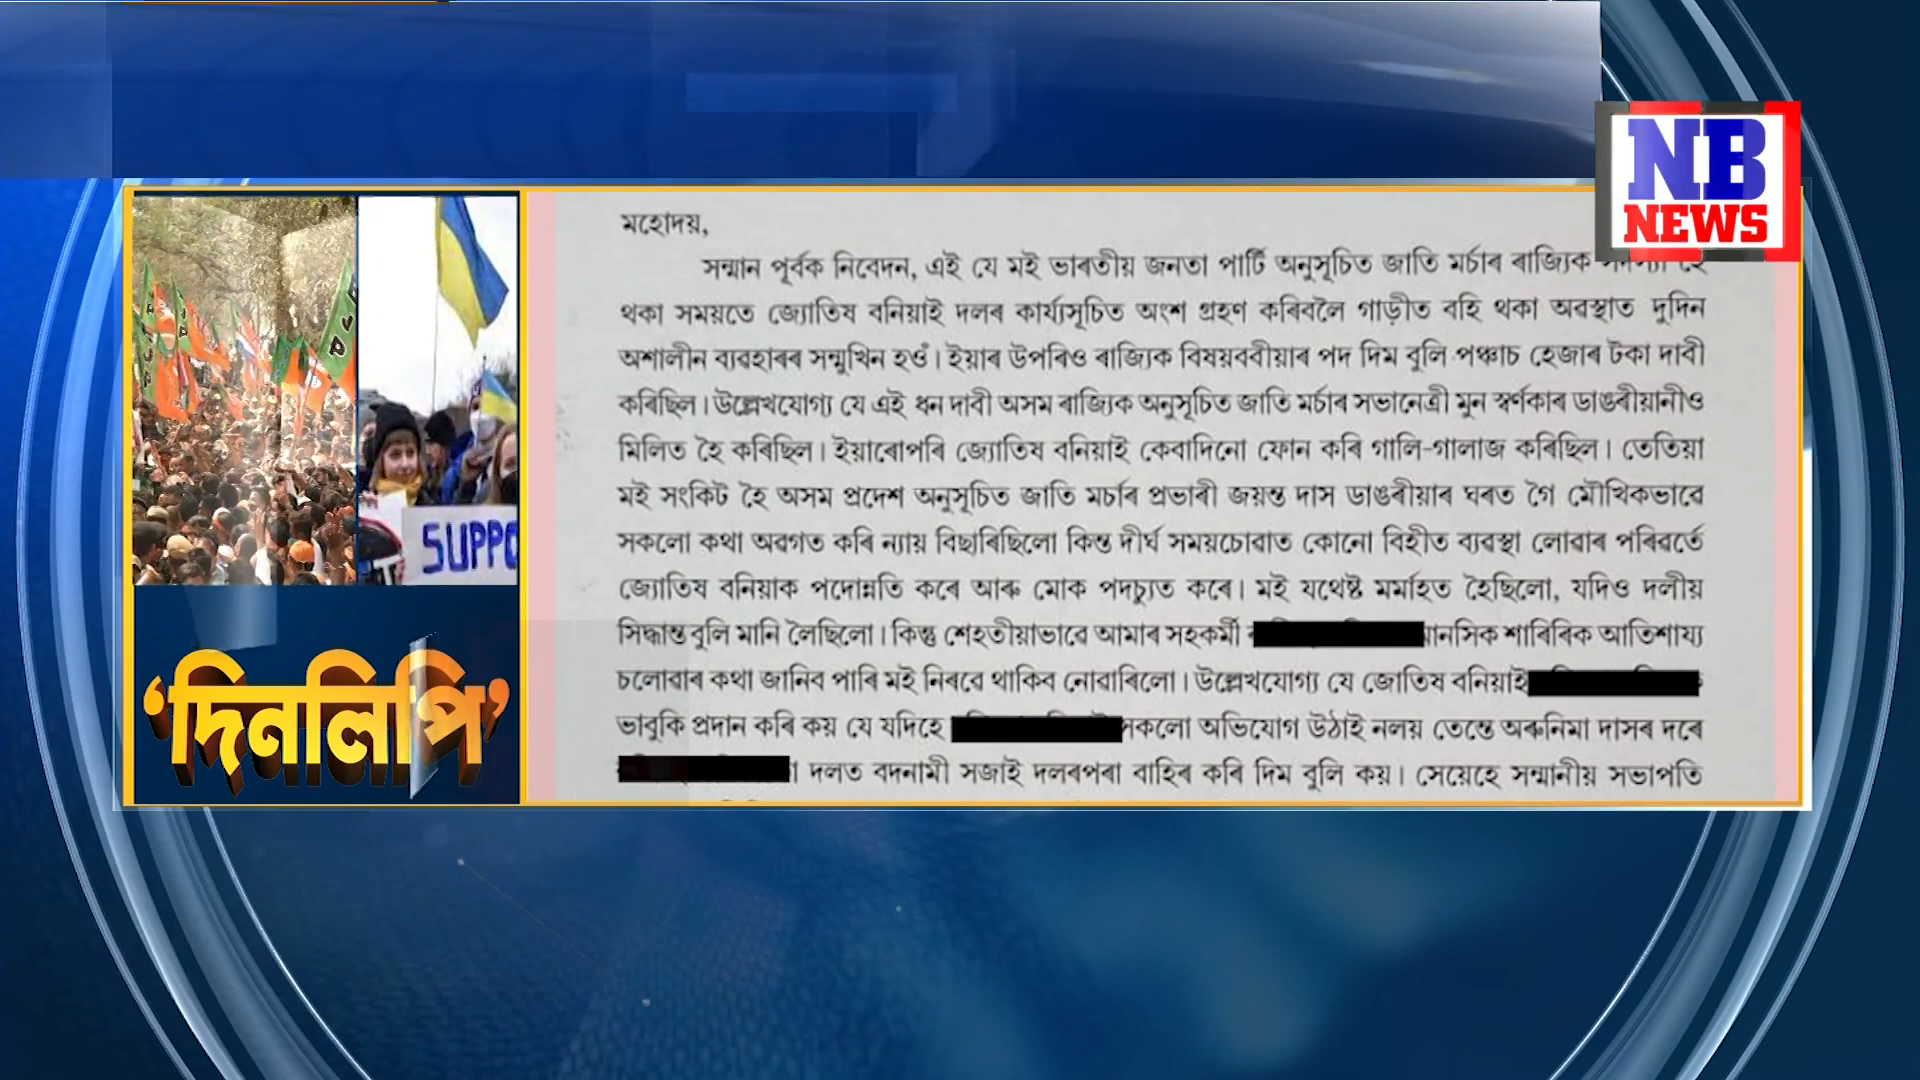 NB
NEWS
BJP
SUPPO
‘দিনলিপি’
মহোদয়,
সন্মান পূৰ্বক নিবেদন, এই যে মই ভাৰতীয় জনতা পাৰ্টি অনুসূচিত জাতি মৰ্চাৰ ৰাজ্যিক
থকা সময়তে জ্যোতিষ বনিয়াই দলৰ কাৰ্য্যসূচিত অংশ গ্ৰহণ কৰিবলৈ গাড়ীত বহি থকা অৱস্থাত দুদিন
অশালীন ব্যৱহাৰৰ সন্মুখিন হওঁ। ইয়াৰ উপৰিও ৰাজ্যিক বিষয়ববীয়াৰ পদ দিম বুলি পঞ্চাচ হেজাৰ টকা দাবী
কৰিছিল। উল্লেখযোগ্য যে এই ধন দাবী অসম ৰাজ্যিক অনুসূচিত জাতি মৰ্চাৰ সভানেত্ৰী মুন স্বৰ্ণকাৰ ডাঙৰীয়ানীও
মিলিত হৈ কৰিছিল। ইয়াৰোপৰি জ্যোতিষ বনিয়াই কেবাদিনো ফোন কৰি গালি-গালাজ কৰিছিল। তেতিয়া
মই সংকিট হৈ অসম প্ৰদেশ অনুসূচিত জাতি মৰ্চাৰ প্ৰভাৰী জয়ন্ত দাস ডাঙৰীয়াৰ ঘৰত গৈ মৌখিকভাৱে
সকলো কথা অৱগত কৰি ন্যায় বিছাৰিছিলো কিন্ত দীৰ্ঘ সময়চোৱাত কোনো বিহীত ব্যৱস্থা লোৱাৰ পৰিৱৰ্তে
জ্যোতিষ বনিয়াক পদোন্নতি কৰে আৰু মোক পদচ্যুত কৰে। মই যথেষ্ট মৰ্মাহত হৈছিলো, যদিও দলীয়
সিদ্ধান্ত বুলি মানি লৈছিলো। কিন্তু শেহতীয়াভাৱে আমাৰ সহকৰ্মী মানসিক শাৰিৰিক আতিশায্য
চলোৱাৰ কথা জানিব পাৰি মই নিৰৱে থাকিব নোৱাৰিলো। উল্লেখযোগ্য যে জোতিষ বনিয়াই
ভাবুকি প্ৰদান কৰি কয় যে যদিহে সকলো অভিযোগ উঠাই নলয় তেন্তে অৰুনিমা দাসৰ দৰে
দলত বদনামী সজাই দলৰপৰা বাহিৰ কৰি দিম বুলি কয়। সেয়েহে সন্মানীয় সভাপতি